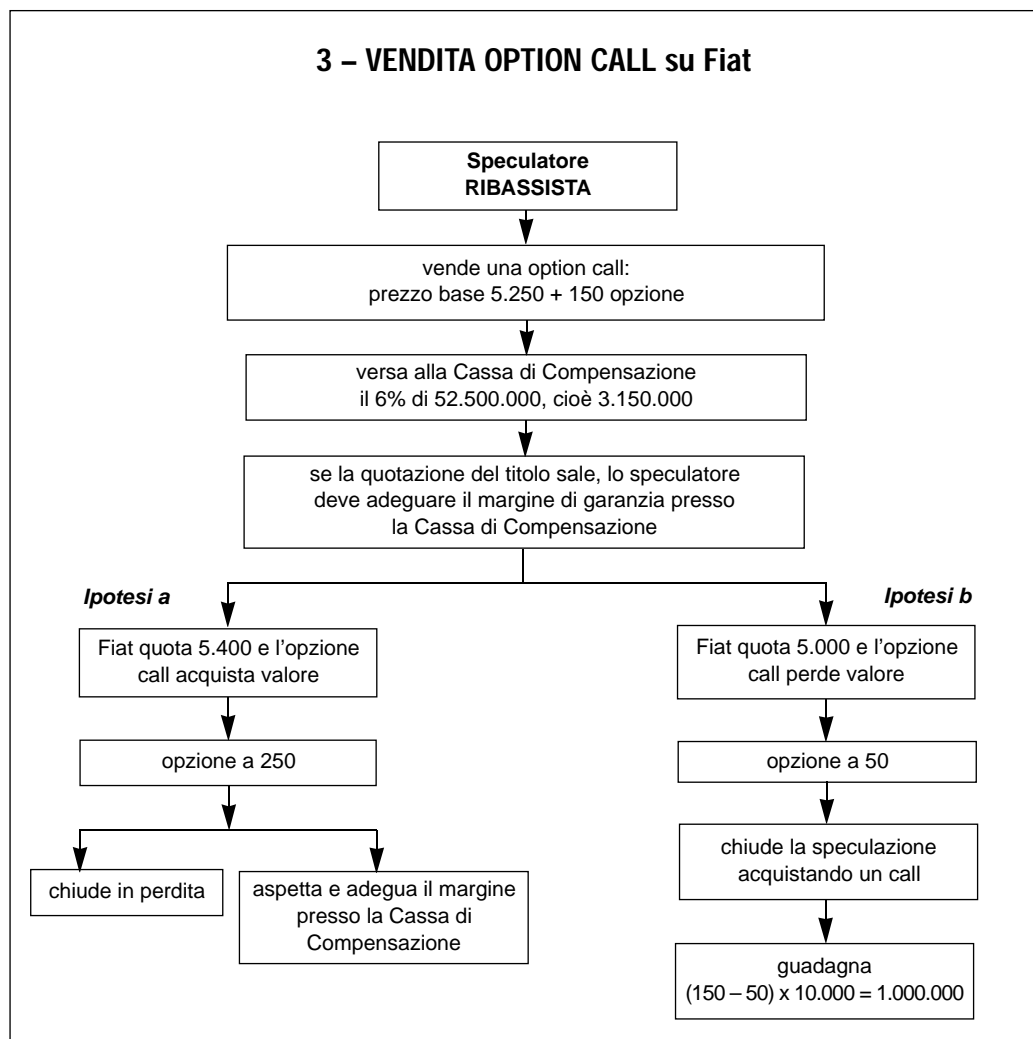 3 – VENDITA OPTION CALL su Fiat
Speculatore
RIBASSISTA
vende una option call:
prezzo base 5.250 + 150 opzione
versa alla Cassa di Compensazione
il 6% di 52.500.000, cioè 3.150.000
se la quotazione del titolo sale, lo speculatore
deve adeguare il margine di garanzia presso
la Cassa di Compensazione
Ipotesi a
Fiat quota 5.400 e l’opzione
call acquista valore
opzione a 250
chiude in perdita
aspetta e adegua il margine
presso la Cassa di
Compensazione
Ipotesi b
Fiat quota 5.000 e l’opzione
call perde valore
opzione a 50
chiude la speculazione
acquistando un call
guadagna
(150 – 50) x 10.000 = 1.000.000